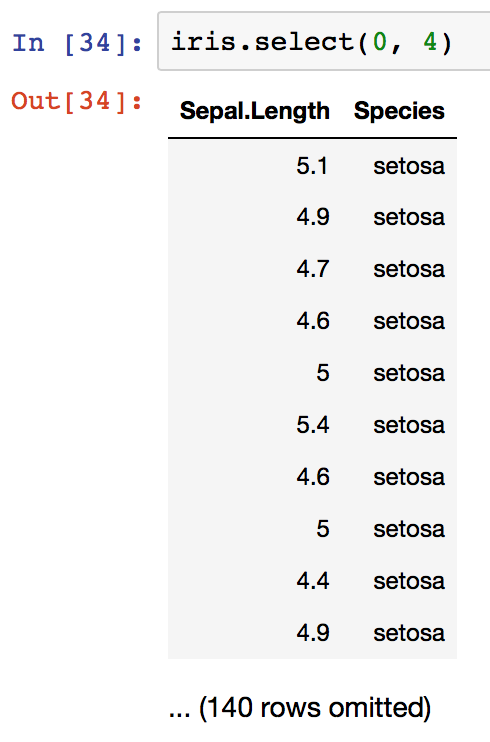 In [34]: iris.select(0, 4)
Out[34]:
Sepal.Length Species
5.1 setosa
4.9 setosa
4.7 setosa
4.6 setosa
5 setosa
5.4 setosa
4.6 setosa
5 setosa
4.4 setosa
4.9 setosa
... (140 rows omitted)